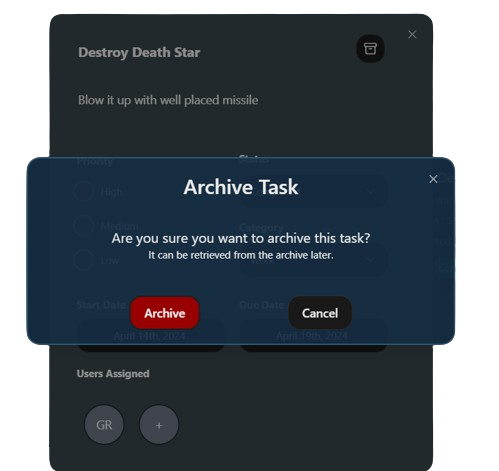 Destroy Death Star
Blow it up with well placed missile
Priority
Status
High
Archive Task
Medium
Category
Are you sure you want to archive this task?
Low
It can be retrieved from the archive later.
Start Date
Due Date
Archive
Cancel
April 14th, 2024
April 19th, 2024
Users Assigned
GR
+